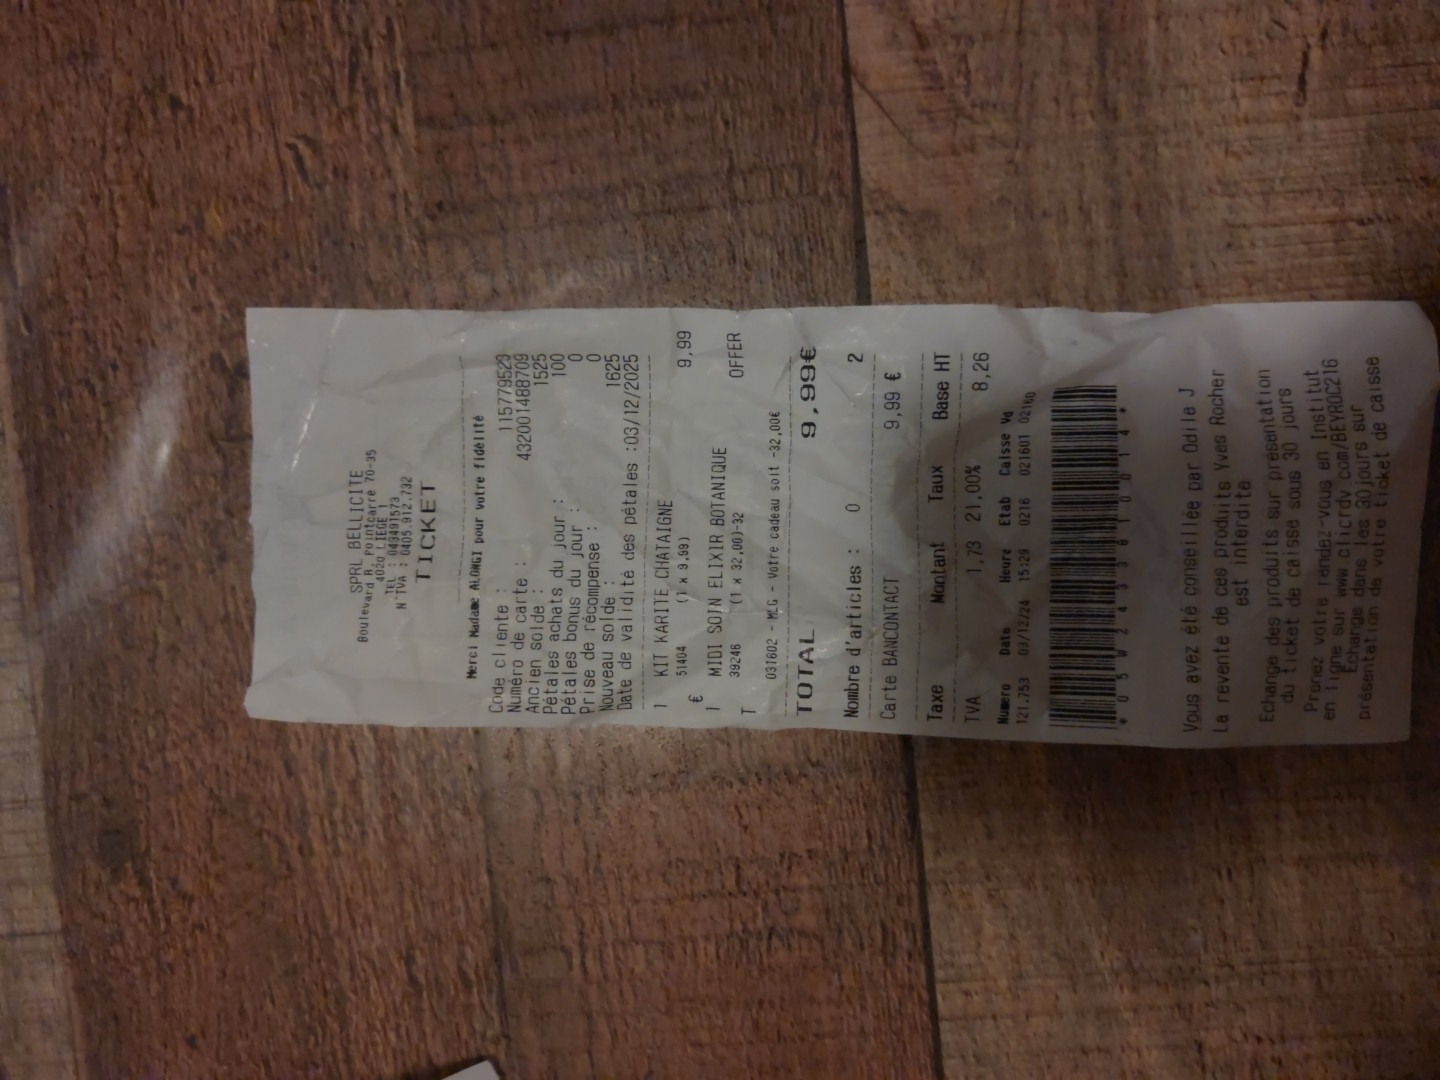 SPRL BELLICITE
Boulevard R. Pointcarré 70-35
4020 LIEGE 1
TEL : 043491573
N°TVA : 0405.812.732
TICKET
Merci Madame ALONGI pour votre fidélité
Code cliente : 115779523
Numéro de carte : 432001488709
Ancien solde : 1525
Pétales achats du jour : 100
Pétales bonus du jour : 0
Prise de récompense : 0
Nouveau solde : 1625
Date de validité des pétales :03/12/2025
1 KIT KARITE CHATAIGNE 9,99
51404 (1 x 9,99)
€
1 MIDI SOIN ELIXIR BOTANIQUE OFFER
39246 (1 x 32,00)-32
T
031602 - MLG - Votre cadeau soit -32,00€
TOTAL 9,99€
Nombre d'articles : 0 2
Carte BANCONTACT 9,99 €
Taxe Montant Taux Base HT
TVA 1,73 21,00% 8,26
Numero Date Heure Etab Caisse Vq
121.753 03/12/24 15:29 0216 021601 02160
Vous avez été conseillée par Odile J
La revente de ces produits Yves Rocher
est interdite
Echange des produits sur présentation
du ticket de caisse sous 30 jours
Prenez votre rendez-vous en Institut
en ligne sur www.clicrdv.com/BEYROC216
Echange dans les 30jours sur
présentation de votre ticket de caisse